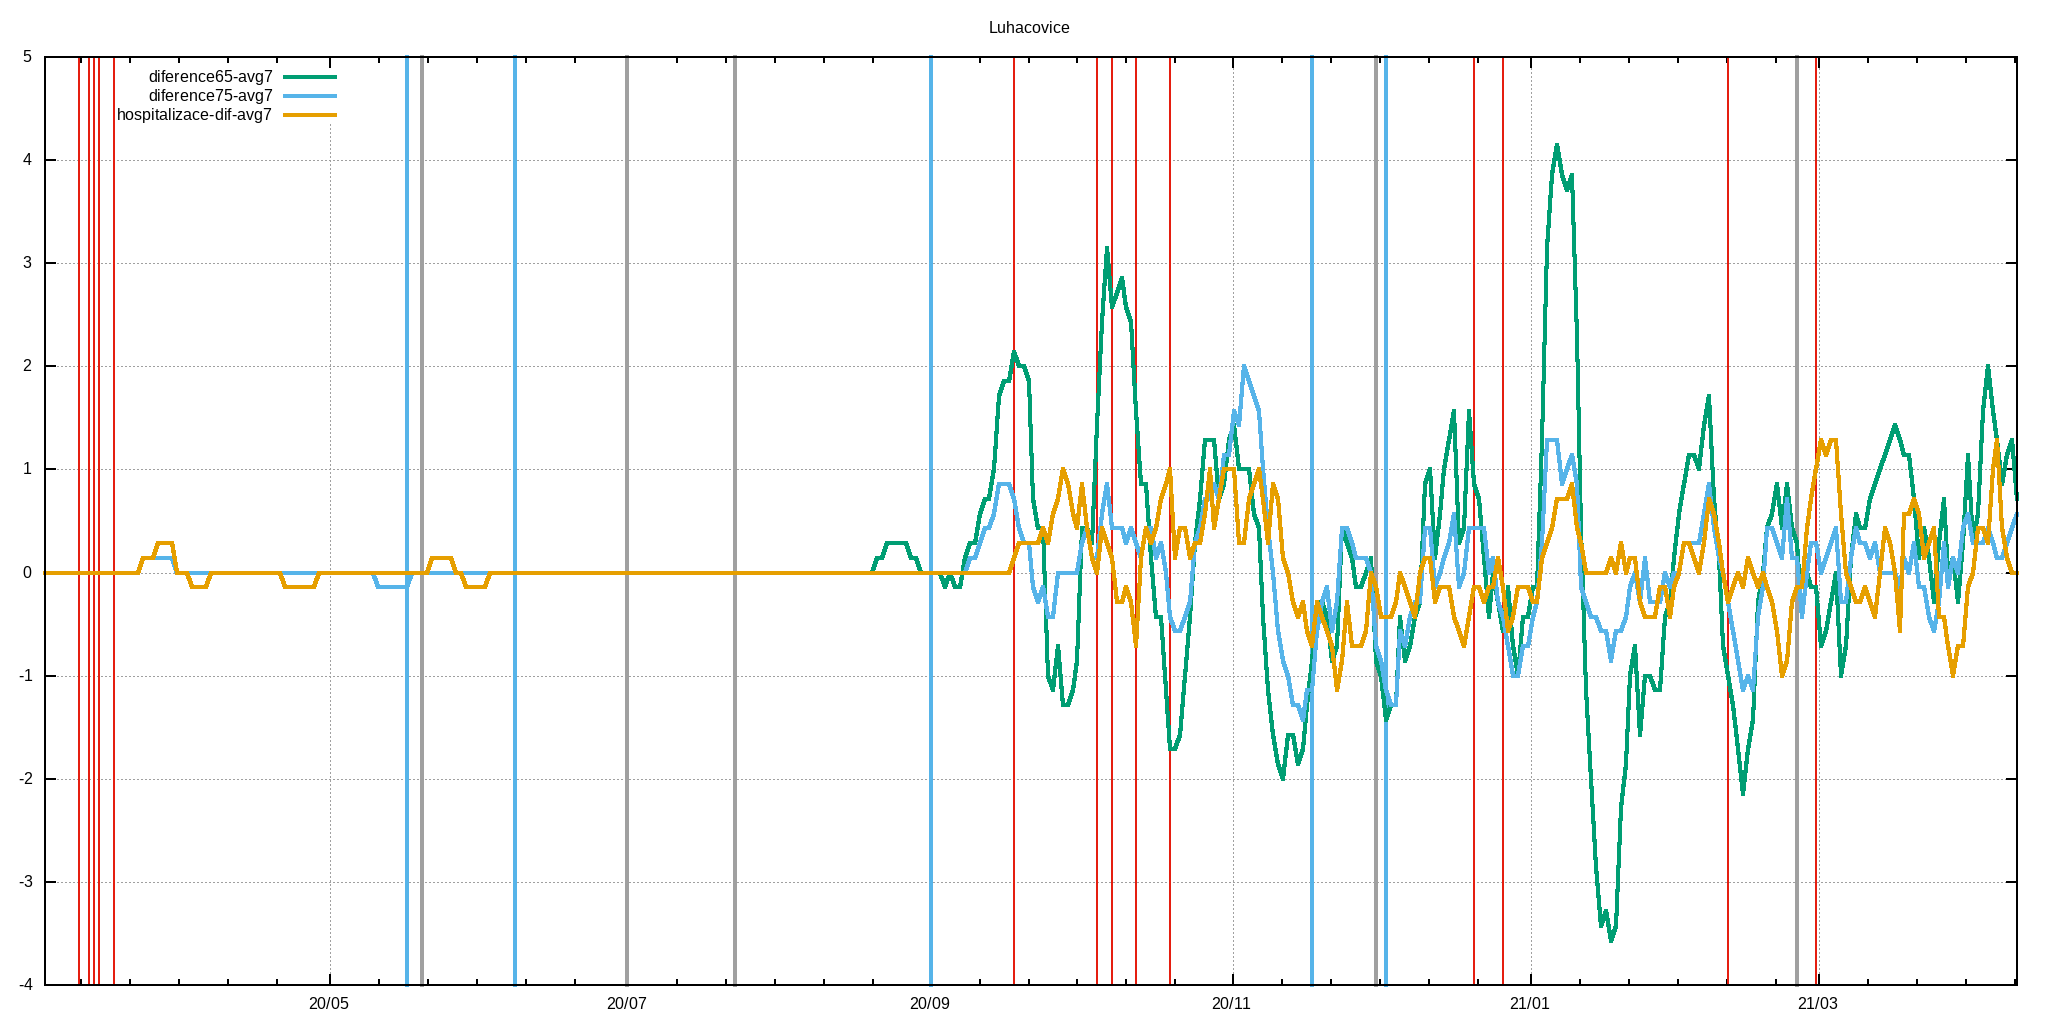 Luhacovice
diference65-avg7
diference75-avg7
hospitalizace-dif-avg7
5
4
3
2
1
0
-1
-2
-3
-4
20/05 20/07 20/09 20/11 21/01 21/03